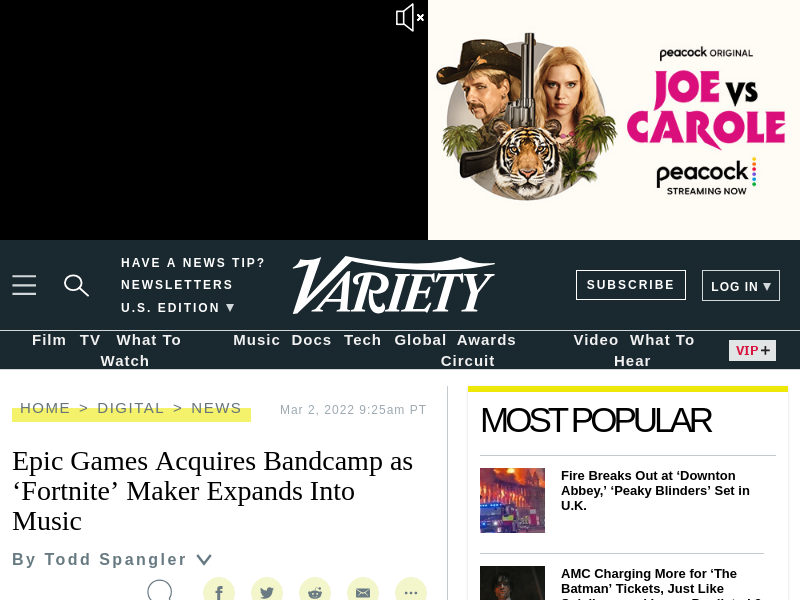 peacock ORIGINAL
JOE vs
CAROLE
peacock
STREAMING NOW
HAVE A NEWS TIP?
NEWSLETTERS
U.S. EDITION
VARIETY
SUBSCRIBE
LOG IN
Film TV What To Watch
Music Docs Tech Global Awards Circuit
Video What To Hear
VIP+
HOME > DIGITAL > NEWS
Mar 2, 2022 9:25am PT
Epic Games Acquires Bandcamp as
‘Fortnite’ Maker Expands Into
Music
By Todd Spangler
MOST POPULAR
Fire Breaks Out at ‘Downton
Abbey,’ ‘Peaky Blinders’ Set in
U.K.
AMC Charging More for ‘The
Batman’ Tickets, Just Like